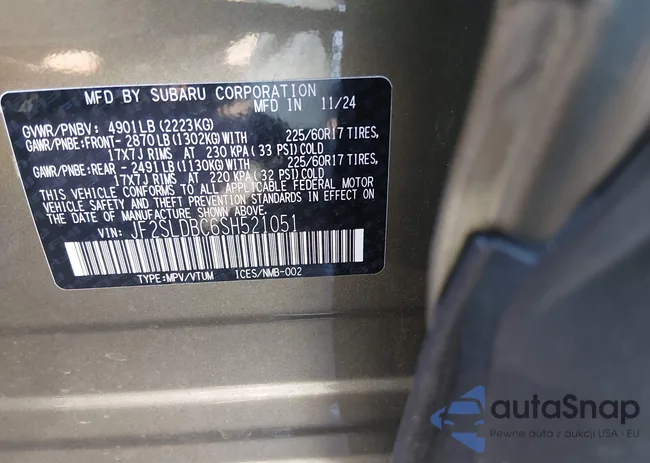 MFD BY SUBARU CORPORATION
MFD IN 11/24
GVWR/PNBV: 4901LB(2223KG)
GAWR/PNBE:FRONT- 2870LB(1302KG)WITH 225/60R17 TIRES,
17X7J RIMS AT 230 KPA(33 PSI)COLD
GAWR/PNBE:REAR - 2491LB(1130KG)WITH 225/60R17 TIRES,
17X7J RIMS AT 220 KPA(32 PSI)COLD
THIS VEHICLE CONFORMS TO ALL APPLICABLE FEDERAL MOTOR
VEHICLE SAFETY AND THEFT PREVENTION STANDARDS IN EFFECT ON
THE DATE OF MANUFACTURE SHOWN ABOVE.
VIN: JF2SLDBC6SH521051
TYPE:MPV/VTUM ICES/NMB-002
autaSnap
Pewne auta z aukcji USA · EU